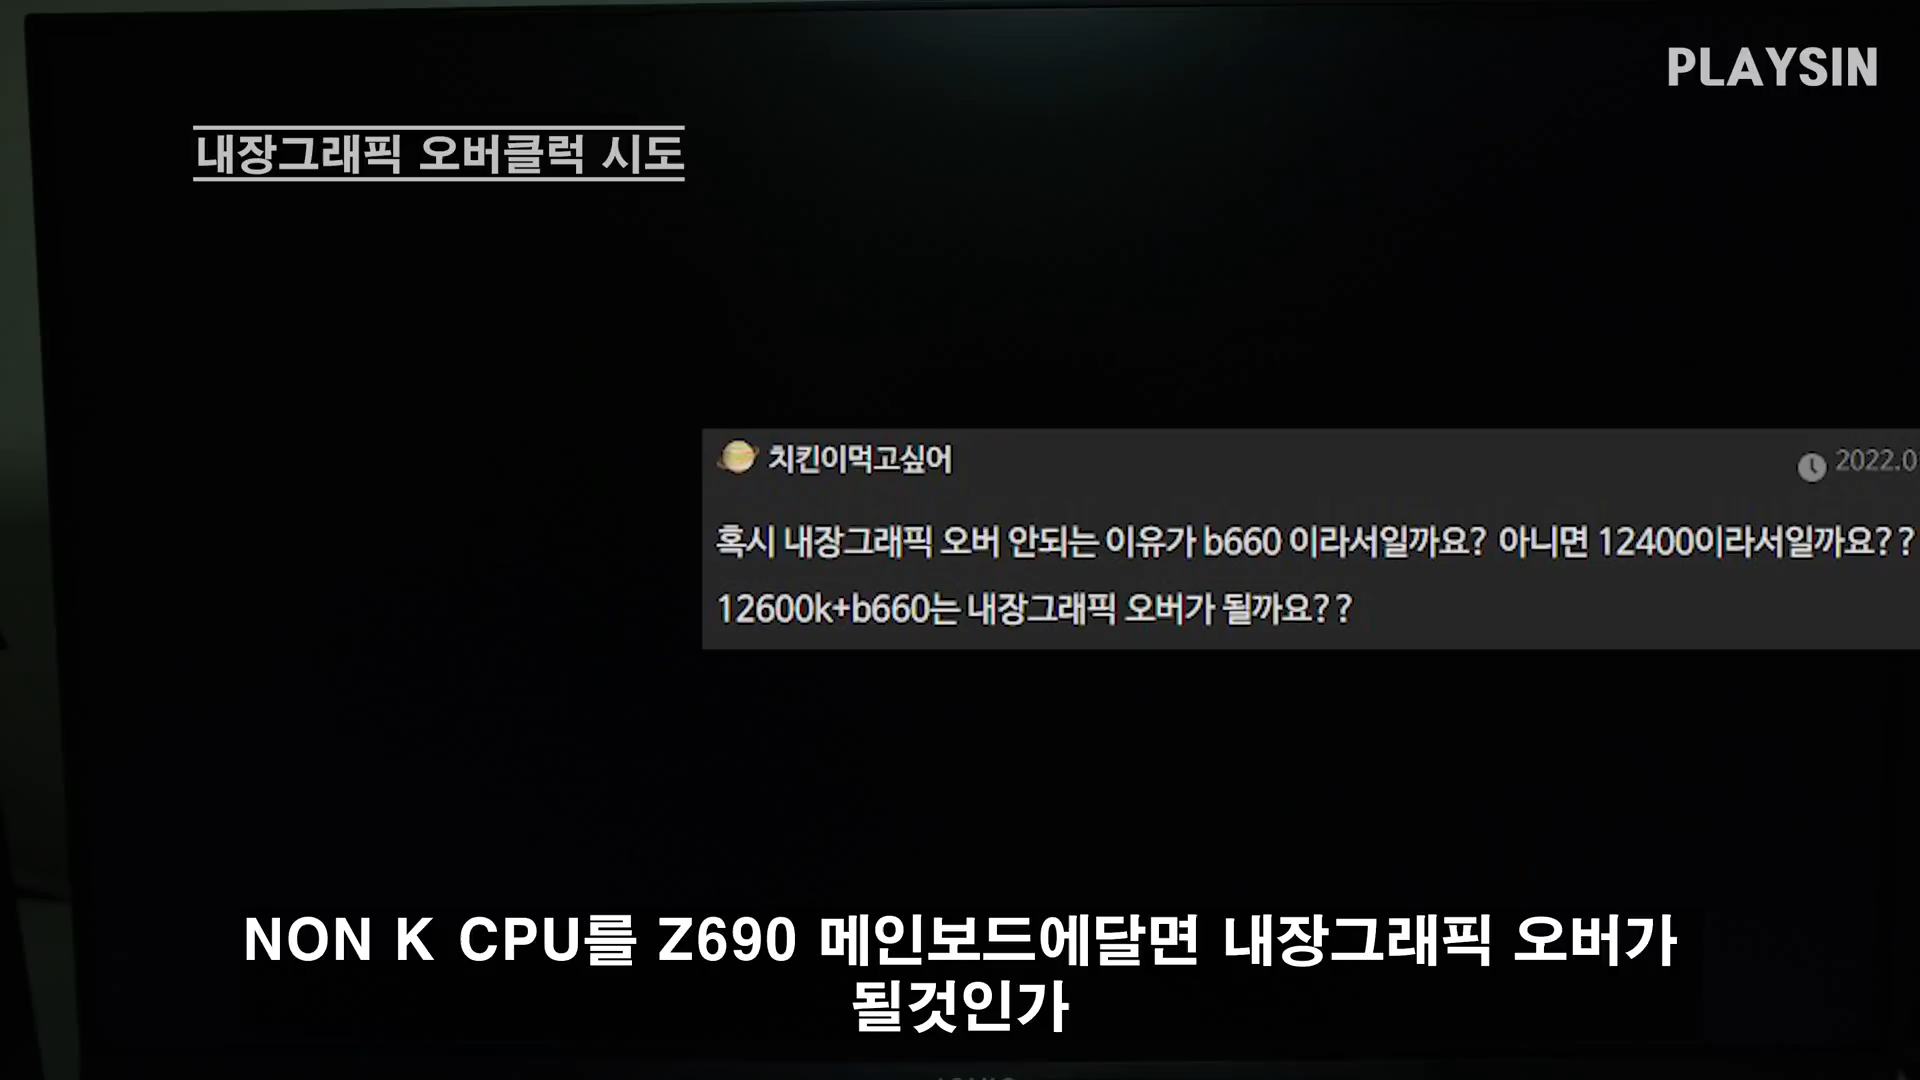 PLAYSIN
내장그래픽 오버클럭 시도
치킨이먹고싶어
2022.0
혹시 내장그래픽 오버 안되는 이유가 b660 이라서일까요? 아니면 12400이라서일까요??
12600k+b660는 내장그래픽 오버가 될까요??
NON K CPU를 Z690 메인보드에달면 내장그래픽 오버가
될것인가